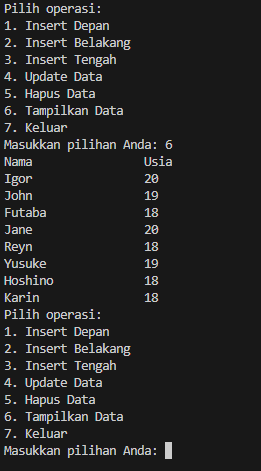 Pilih operasi:
1. Insert Depan
2. Insert Belakang
3. Insert Tengah
4. Update Data
5. Hapus Data
6. Tampilkan Data
7. Keluar
Masukkan pilihan Anda: 6
Nama Usia
Igor 20
John 19
Futaba 18
Jane 20
Reyn 18
Yusuke 19
Hoshino 18
Karin 18
Pilih operasi:
1. Insert Depan
2. Insert Belakang
3. Insert Tengah
4. Update Data
5. Hapus Data
6. Tampilkan Data
7. Keluar
Masukkan pilihan Anda: